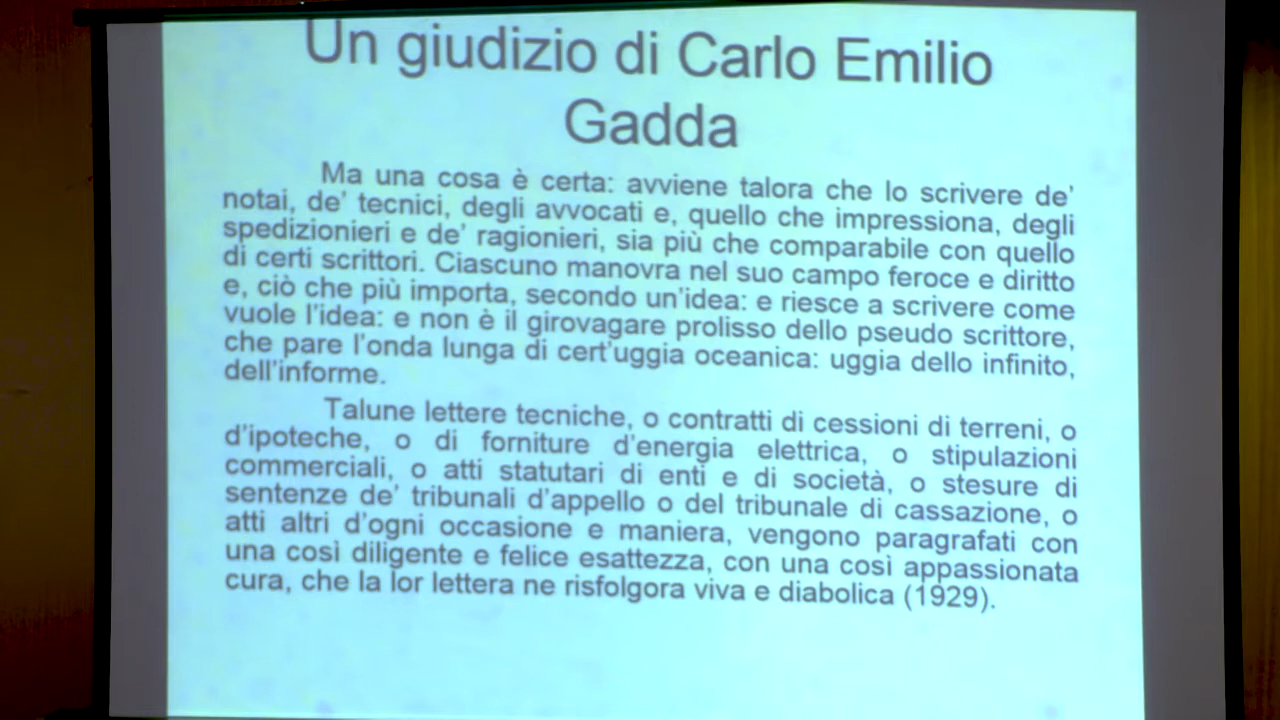 Un giudizio di Carlo Emilio
Gadda
Ma una cosa è certa: avviene talora che lo scrivere de'
notai, de' tecnici, degli avvocati e, quello che impressiona, degli
spedizionieri e de' ragionieri, sia più che comparabile con quello
di certi scrittori. Ciascuno manovra nel suo campo feroce e diritto
e, ciò che più importa, secondo un'idea: e riesce a scrivere come
vuole l'idea: e non è il girovagare prolisso dello pseudo scrittore,
che pare l'onda lunga di cert'uggia oceanica: uggia dello infinito,
dell'informe.
Talune lettere tecniche, o contratti di cessioni di terreni, o
d'ipoteche, o di forniture d'energia elettrica, o stipulazioni
commerciali, o atti statutari di enti e di società, o stesure di
sentenze de' tribunali d'appello o del tribunale di cassazione, o
atti altri d'ogni occasione e maniera, vengono paragrafati con
una così diligente e felice esattezza, con una così appassionata
cura, che la lor lettera ne risfolgora viva e diabolica (1929).